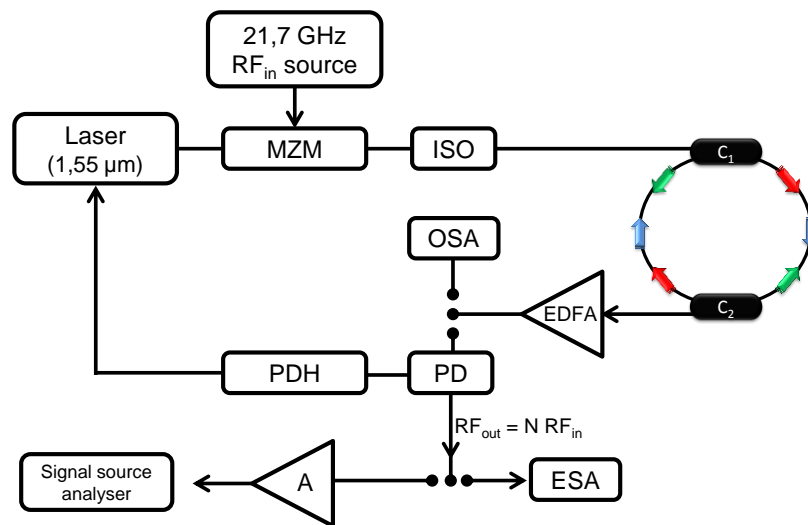 21,7 GHz
RFin source
Laser
(1,55 µm)
MZM
ISO
C1
OSA
EDFA
C2
PDH
PD
RFout = N RFin
Signal source
analyser
A
ESA